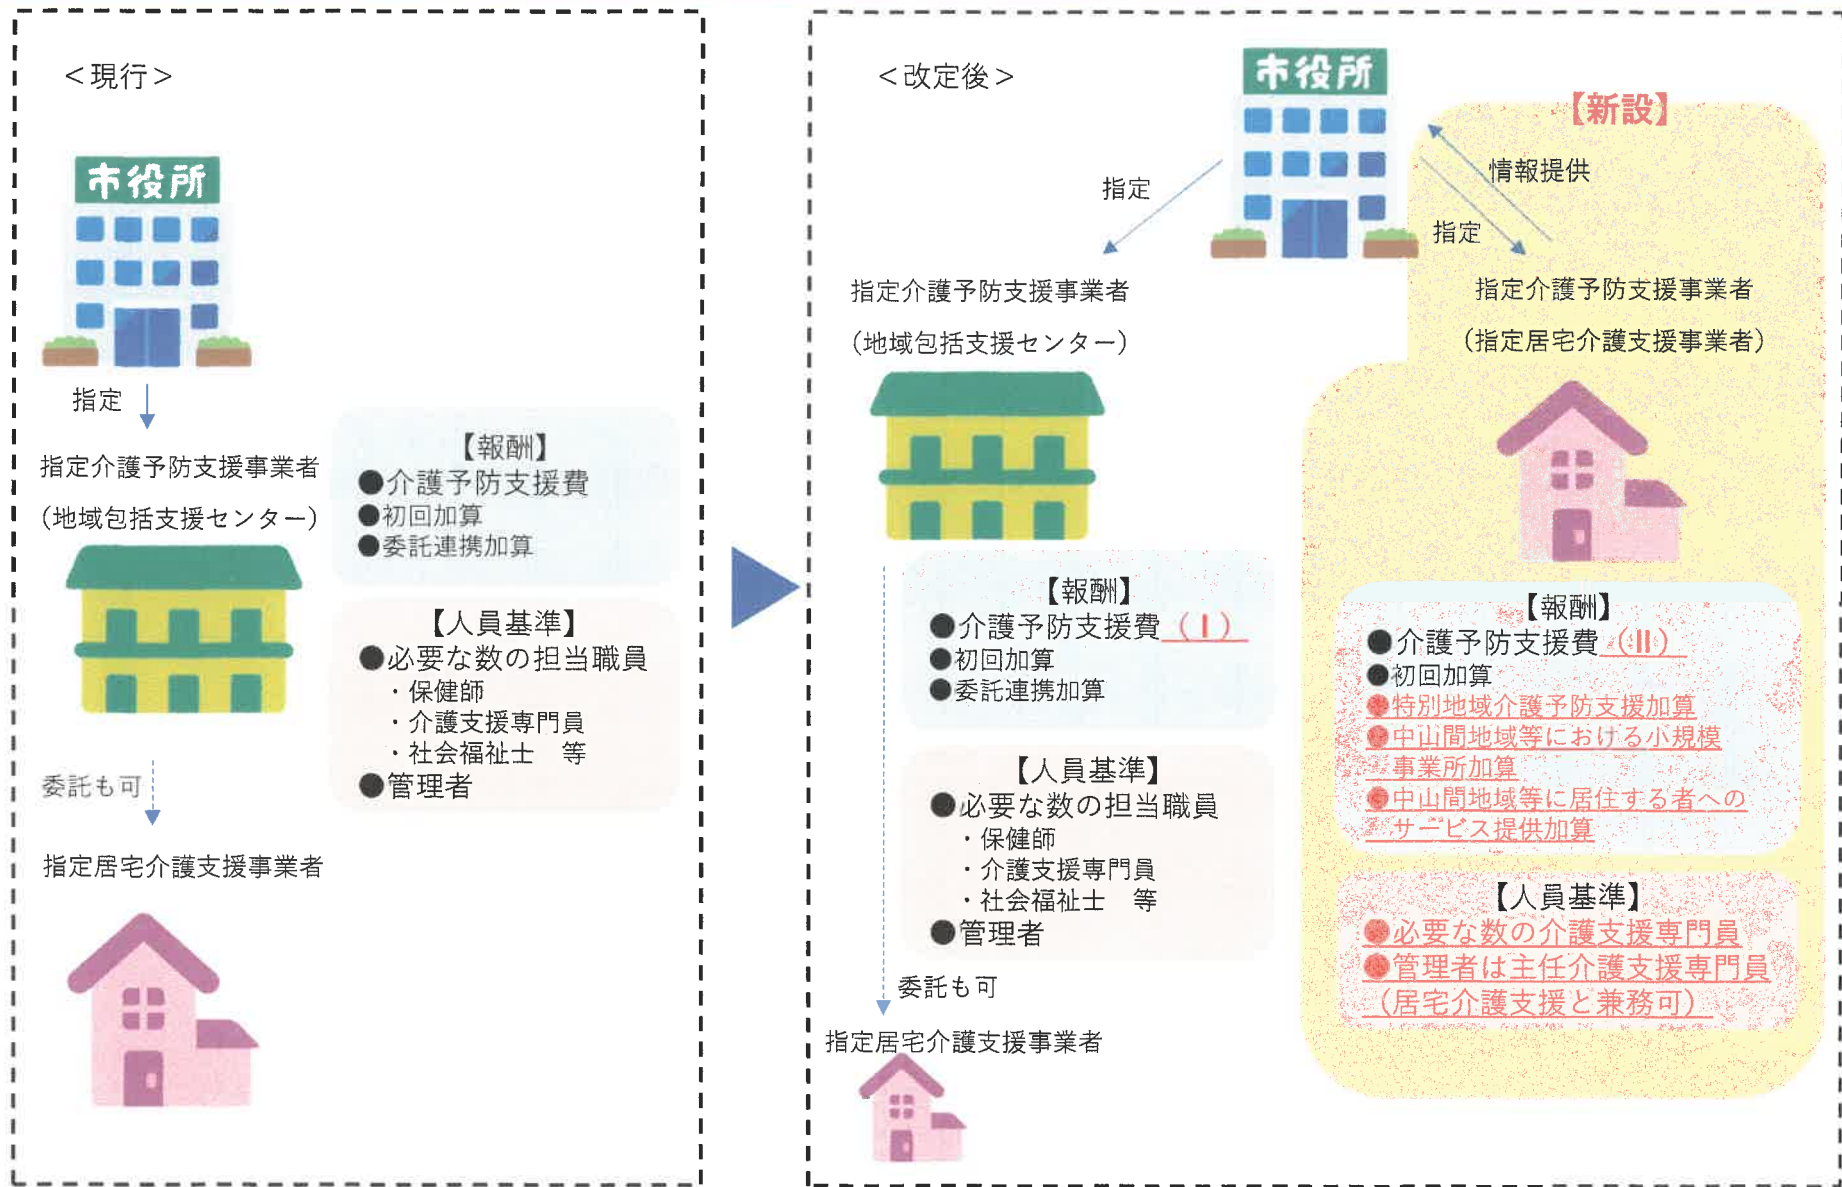 ＜現行＞
市役所
指定
指定介護予防支援事業者
（地域包括支援センター）
委託も可
指定居宅介護支援事業者
【報酬】
●介護予防支援費
●初回加算
●委託連携加算
【人員基準】
●必要な数の担当職員
・保健師
・介護支援専門員
・社会福祉士　等
●管理者
＜改定後＞
市役所
指定
指定介護予防支援事業者
（地域包括支援センター）
【報酬】
●介護予防支援費（Ⅰ）
●初回加算
●委託連携加算
【人員基準】
●必要な数の担当職員
・保健師
・介護支援専門員
・社会福祉士　等
●管理者
委託も可
指定居宅介護支援事業者
【新設】
情報提供
指定
指定介護予防支援事業者
（指定居宅介護支援事業者）
【報酬】
●介護予防支援費（Ⅱ）
●初回加算
●特別地域介護予防支援加算
●中山間地域等における小規模
事業所加算
●中山間地域等に居住する者への
サービス提供加算
【人員基準】
●必要な数の介護支援専門員
●管理者は主任介護支援専門員
（居宅介護支援と兼務可）